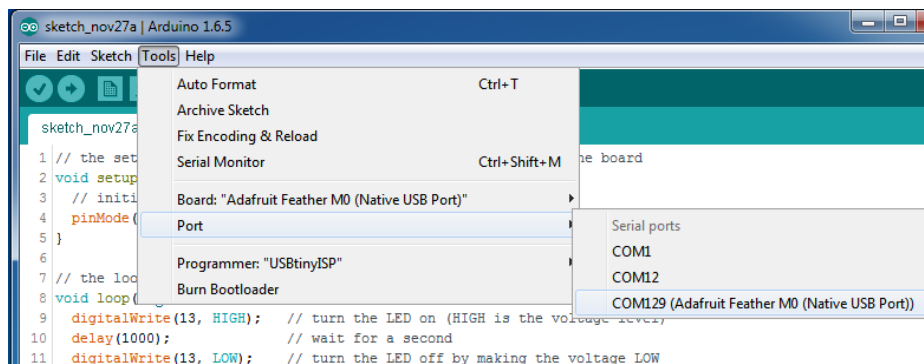 sketch_nov27a | Arduino 1.6.5
File Edit Sketch Tools Help
Auto Format Ctrl+T
Archive Sketch
sketch_nov27a
Fix Encoding & Reload
Serial Monitor Ctrl+Shift+M
Board: "Adafruit Feather M0 (Native USB Port)"
Port
Serial ports
COM1
COM12
COM129 (Adafruit Feather M0 (Native USB Port))
Programmer: "USBtinyISP"
Burn Bootloader
1 // the set board
2 void setup
3 // initi
4 pinMode(
5 }
6
7 // the loo
8 void loop(
9 digitalWrite(13, HIGH); // turn the LED on (HIGH is the voltage level)
10 delay(1000); // wait for a second
11 digitalWrite(13, LOW); // turn the LED off by making the voltage LOW